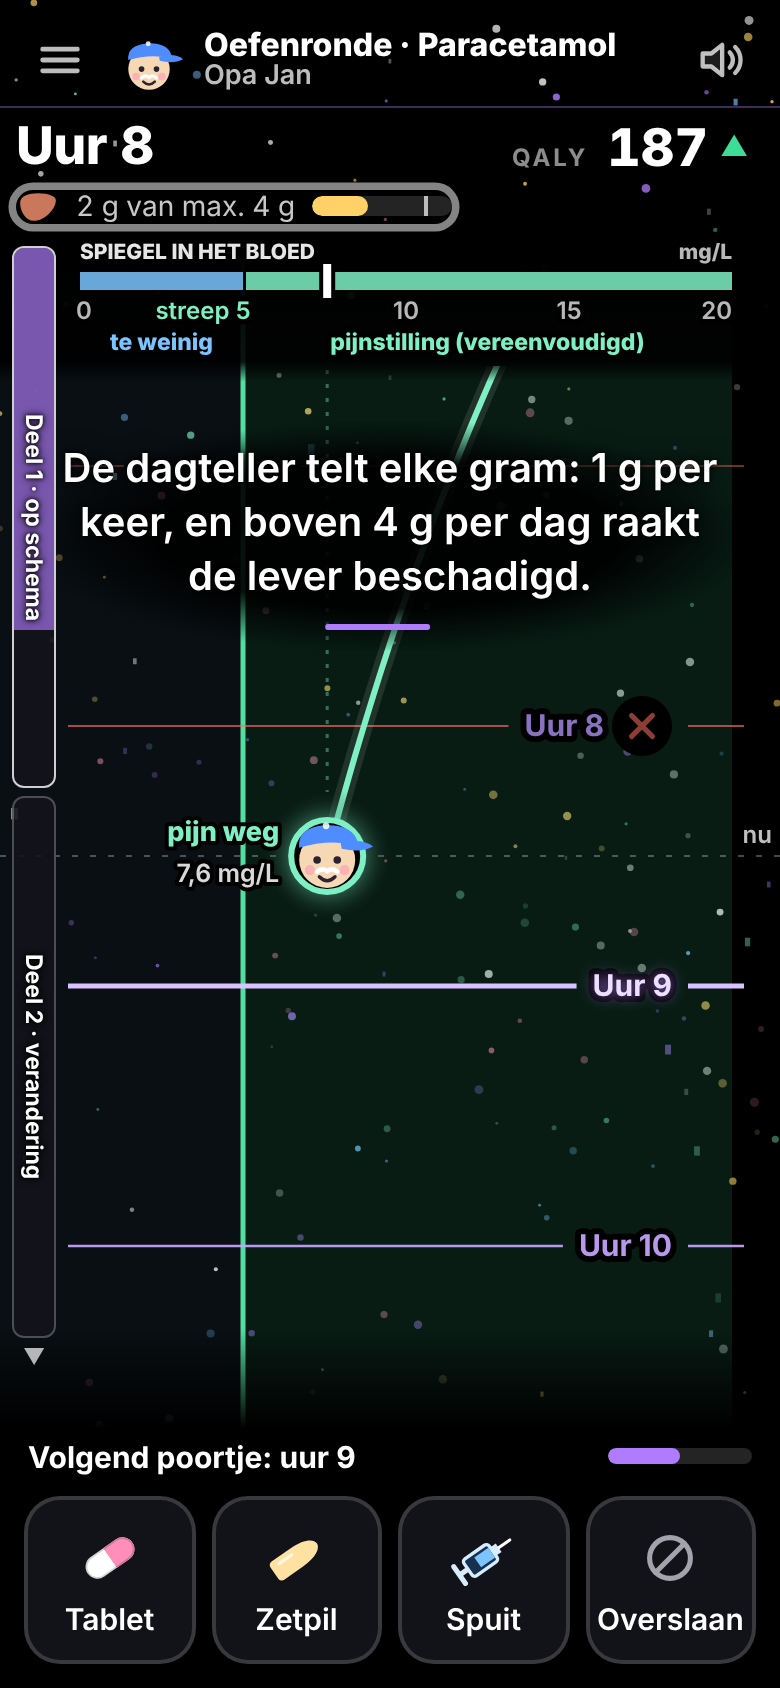 Oefenronde · Paracetamol
Opa Jan
Uur 8
QALY 187
2 g van max. 4 g
SPIEGEL IN HET BLOED mg/L
0 streep 5 10 15 20
te weinig pijnstilling (vereenvoudigd)
Deel 1 · op schema
De dagteller telt elke gram: 1 g per
keer, en boven 4 g per dag raakt
de lever beschadigd.
Uur 8
pijn weg
nu
7,6 mg/L
Deel 2 · verandering
Uur 9
Uur 10
Volgend poortje: uur 9
Tablet
Zetpil
Spuit
Overslaan